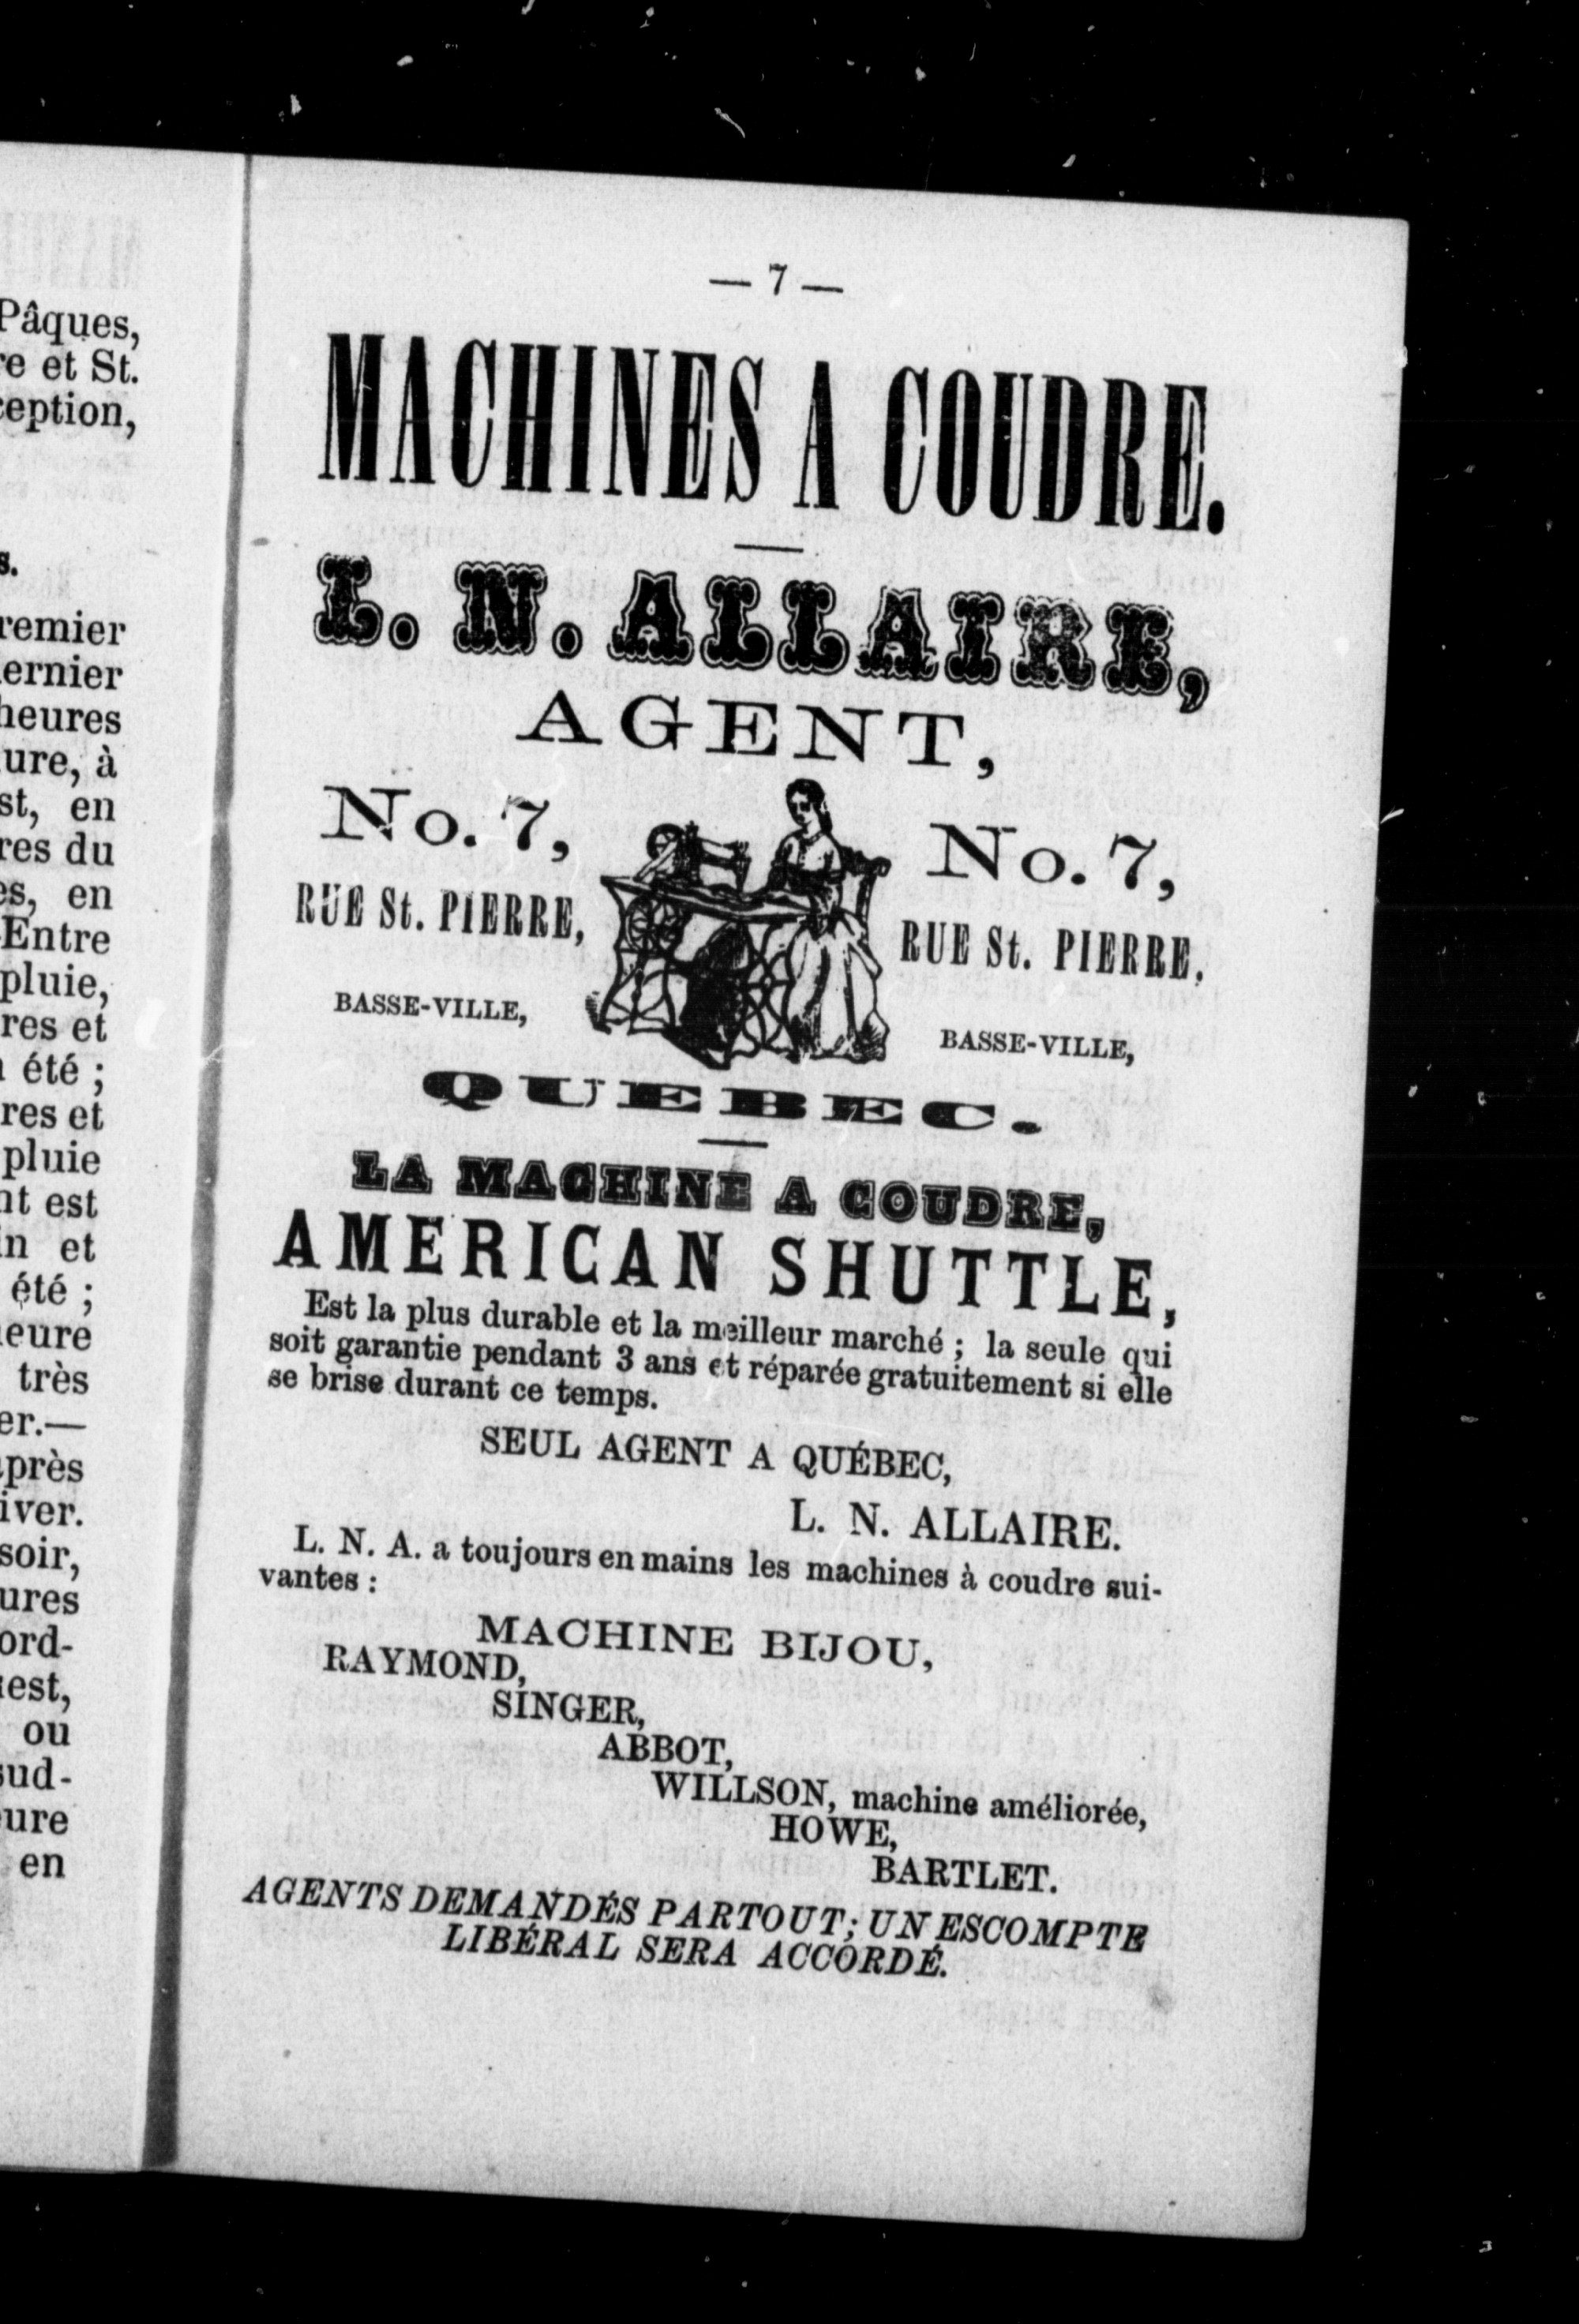 Pâques,
re et St.
ception,
s.
remier
ernier
heures
ure, à
st, en
res du
es, en
Entre
pluie,
res et
été ;
res et
pluie
nt est
in et
été ;
eure
très
er.—
après
iver.
soir,
ures
ord-
est,
ou
sud-
ure
en
— 7 —
MACHINES A COUDRE.
L. N. ALLAIRE,
AGENT,
No. 7,
RUE St. PIERRE,
BASSE-VILLE,
No. 7,
RUE St. PIERRE,
BASSE-VILLE,
QUEBEC.
LA MACHINE A COUDRE,
AMERICAN SHUTTLE,
Est la plus durable et la meilleur marché ; la seule qui
soit garantie pendant 3 ans et réparée gratuitement si elle
se brise durant ce temps.
SEUL AGENT A QUÉBEC,
L. N. ALLAIRE.
L. N. A. a toujours en mains les machines à coudre sui-
vantes :
MACHINE BIJOU,
RAYMOND,
SINGER,
ABBOT,
WILLSON, machine améliorée,
HOWE,
BARTLET.
AGENTS DEMANDÉS PARTOUT ; UN ESCOMPTE
LIBÉRAL SERA ACCORDÉ.